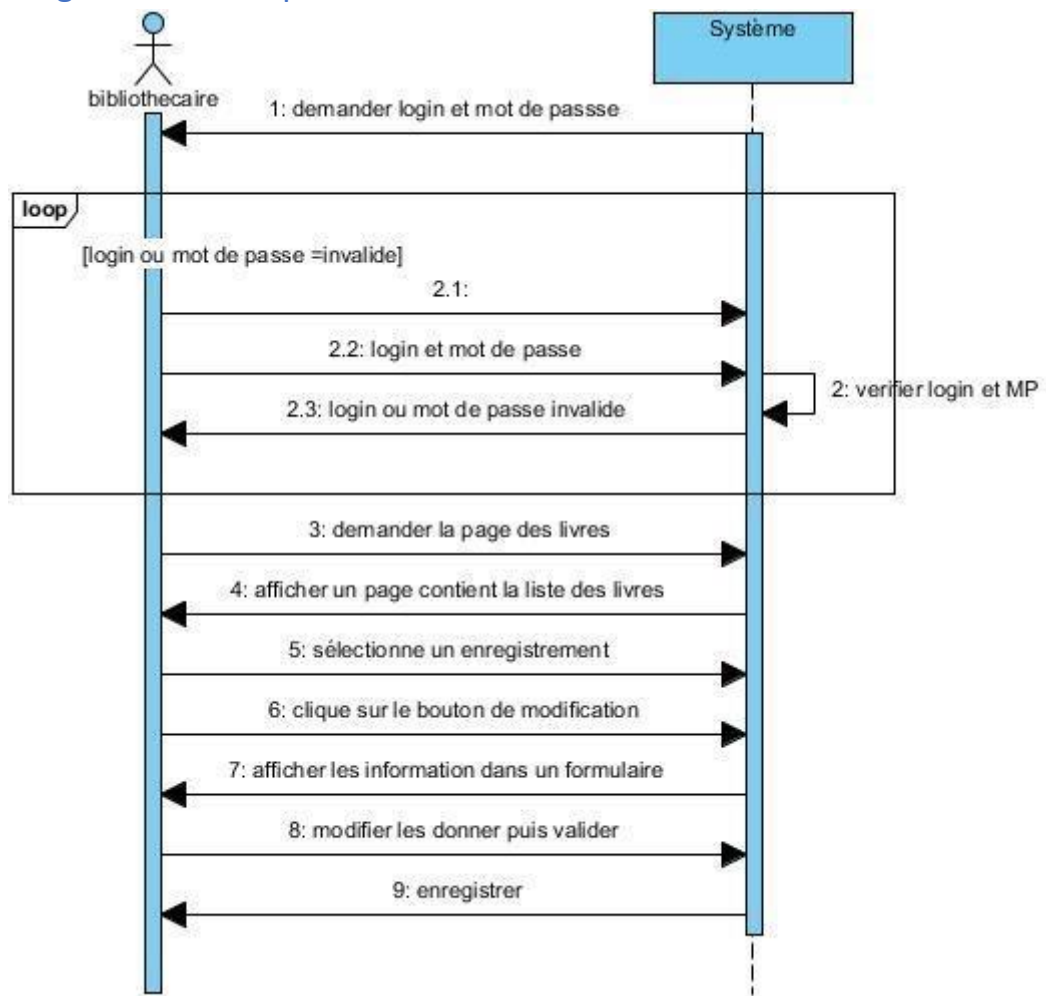 Système
bibliothecaire
1: demander login et mot de passse
loop
[login ou mot de passe =invalide]
2.1:
2.2: login et mot de passe
2: verifier login et MP
2.3: login ou mot de passe invalide
3: demander la page des livres
4: afficher un page contient la liste des livres
5: sélectionne un enregistrement
6: clique sur le bouton de modification
7: afficher les information dans un formulaire
8: modifier les donner puis valider
9: enregistrer